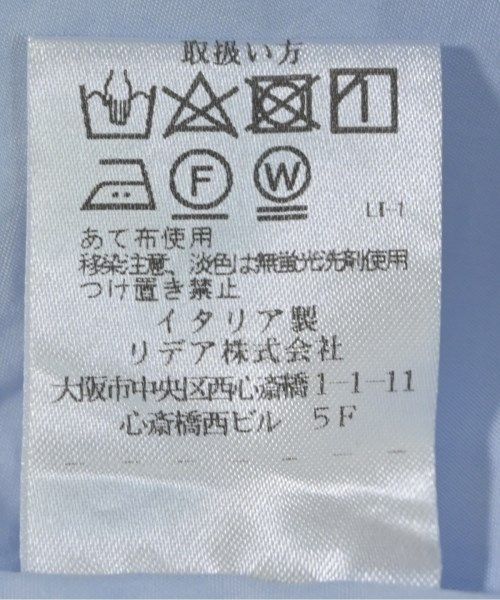 取扱い方
F W
LI-1
あて布使用
移染注意、淡色は無蛍光洗剤使用
つけ置き禁止
イタリア製
リデア株式会社
大阪市中央区西心斎橋1-1-11
心斎橋西ビル 5F